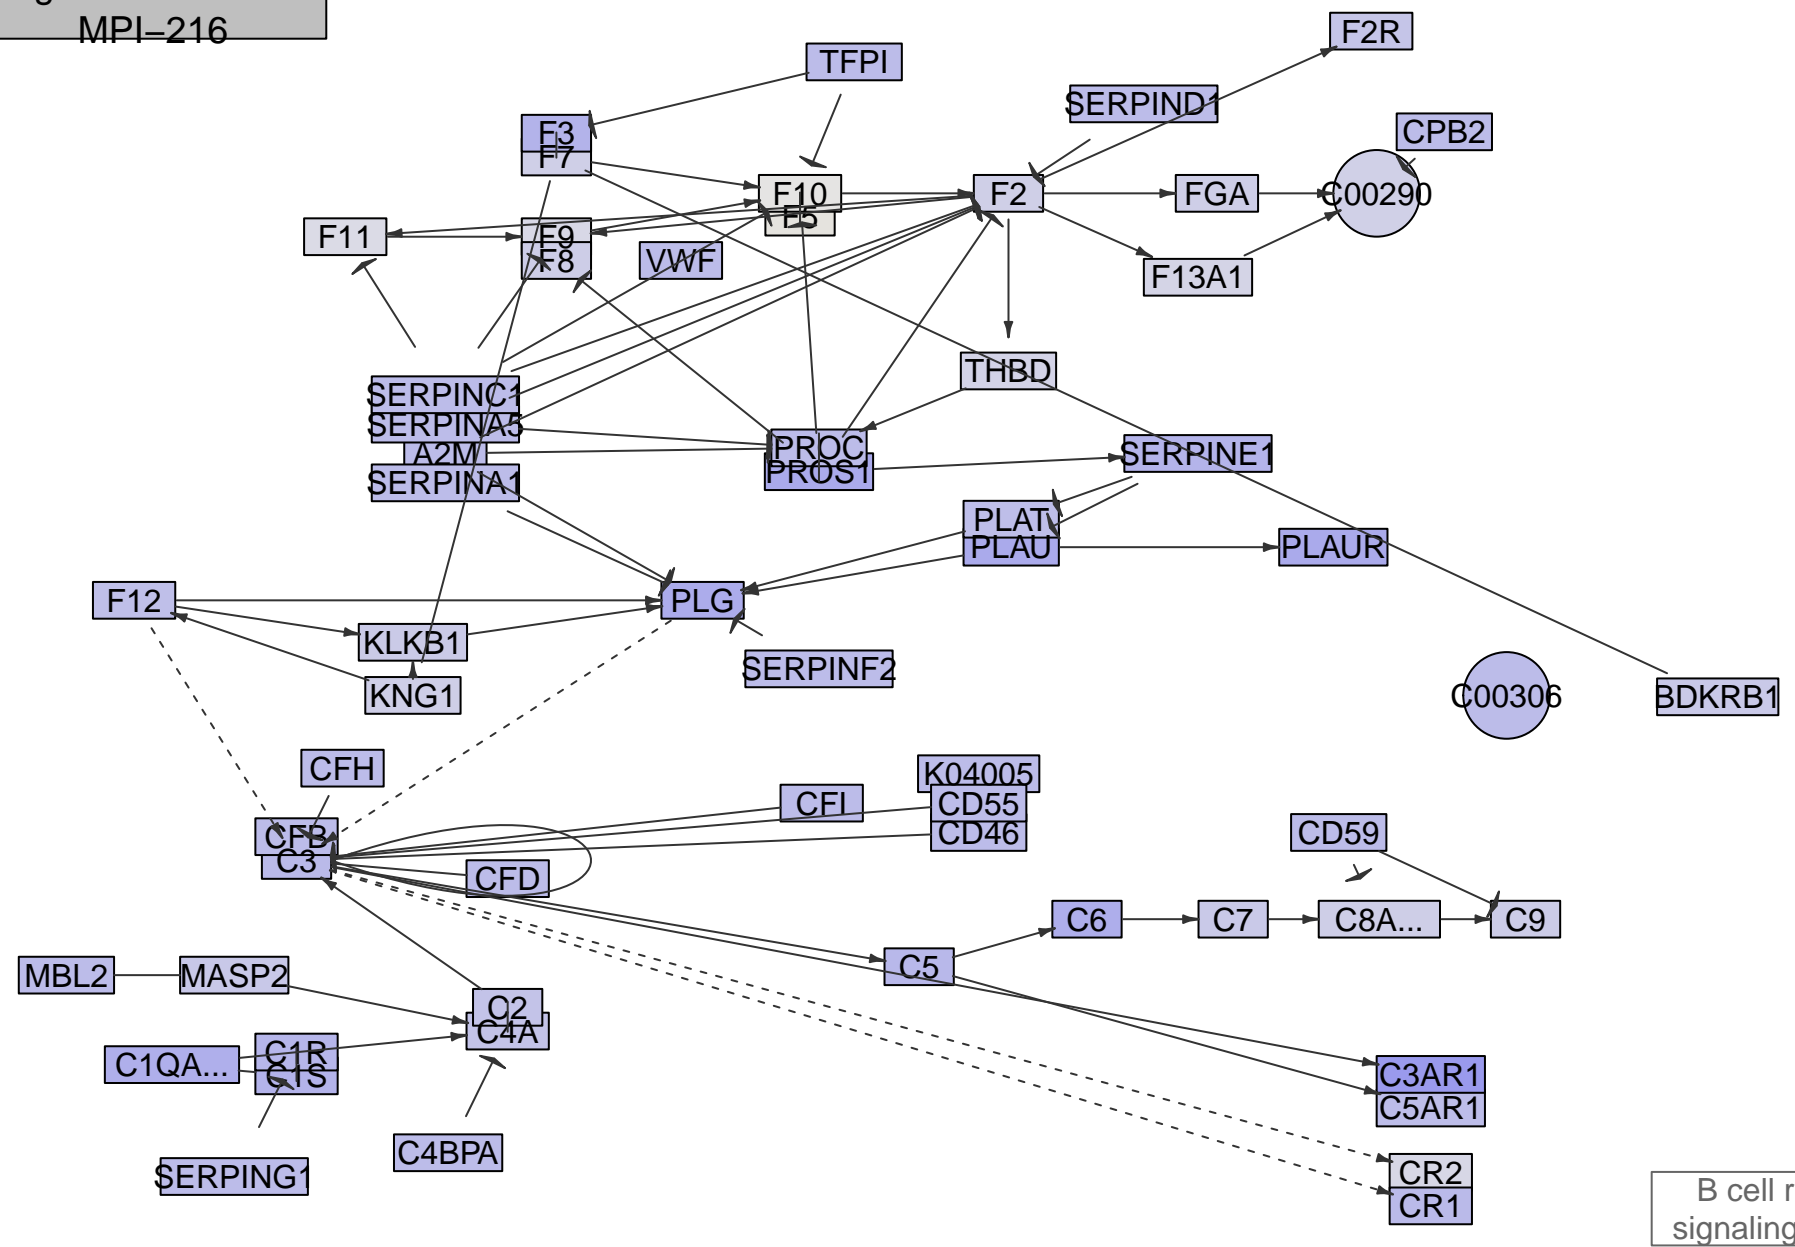 MPI–216
F2R
TFPI
SERPIND1
CPB2
F3
F7
F10
F5
F2
FGA
C00290
F11
F9
F8
VWF
F13A1
THBD
SERPINC1
SERPINA5
A2M
SERPINA1
PROC
PROS1
SERPINE1
PLAT
PLAU
PLAUR
F12
PLG
KLKB1
KNG1
SERPINF2
C00306
BDKRB1
CFH
K04005
CFI
CD55
CD46
CD59
CFB
C3
CFD
C6
C7
C8A...
C9
C5
MBL2
MASP2
C2
C4A
C1QA...
C1R
C1S
C3AR1
C5AR1
C4BPA
SERPING1
CR2
CR1
B cell r
signaling